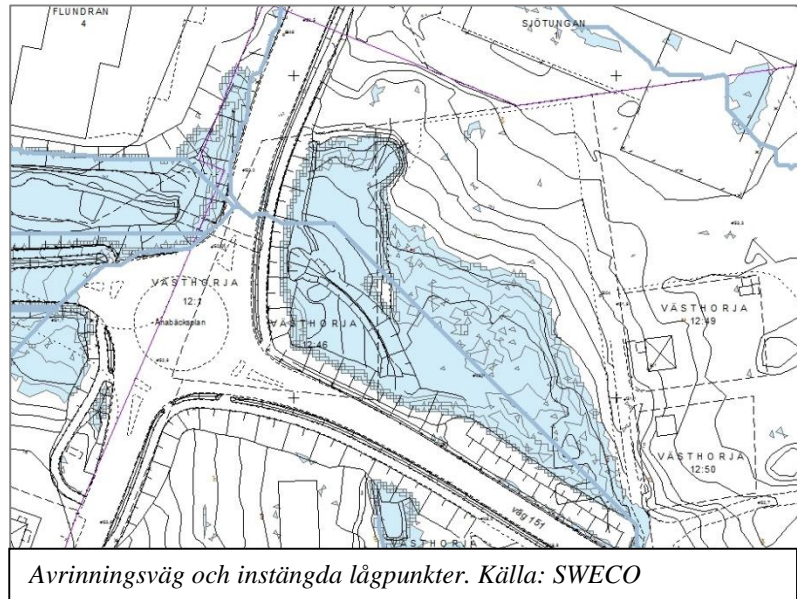 FLUNDRAN
4
SJÖTUNGAN
VÄSTHORJA
12:1
Ånabäcksplan
VÄSTHORJA
12:46
VÄSTHORJA
12:49
VÄSTHORJA
12:50
väg 151
VÄSTHORJA
Avrinningsväg och instängda lågpunkter. Källa: SWECO